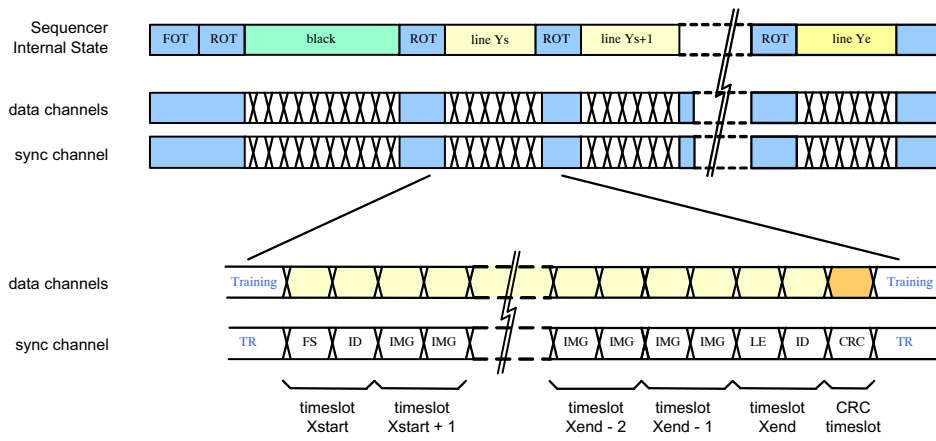 Sequencer
Internal State
FOT ROT black ROT line Ys ROT line Ys+1 ROT line Ye
data channels
sync channel
data channels
Training Training
sync channel
TR FS ID IMG IMG IMG IMG IMG IMG LE ID CRC TR
timeslot timeslot timeslot timeslot timeslot CRC
Xstart Xstart + 1 Xend - 2 Xend - 1 Xend timeslot